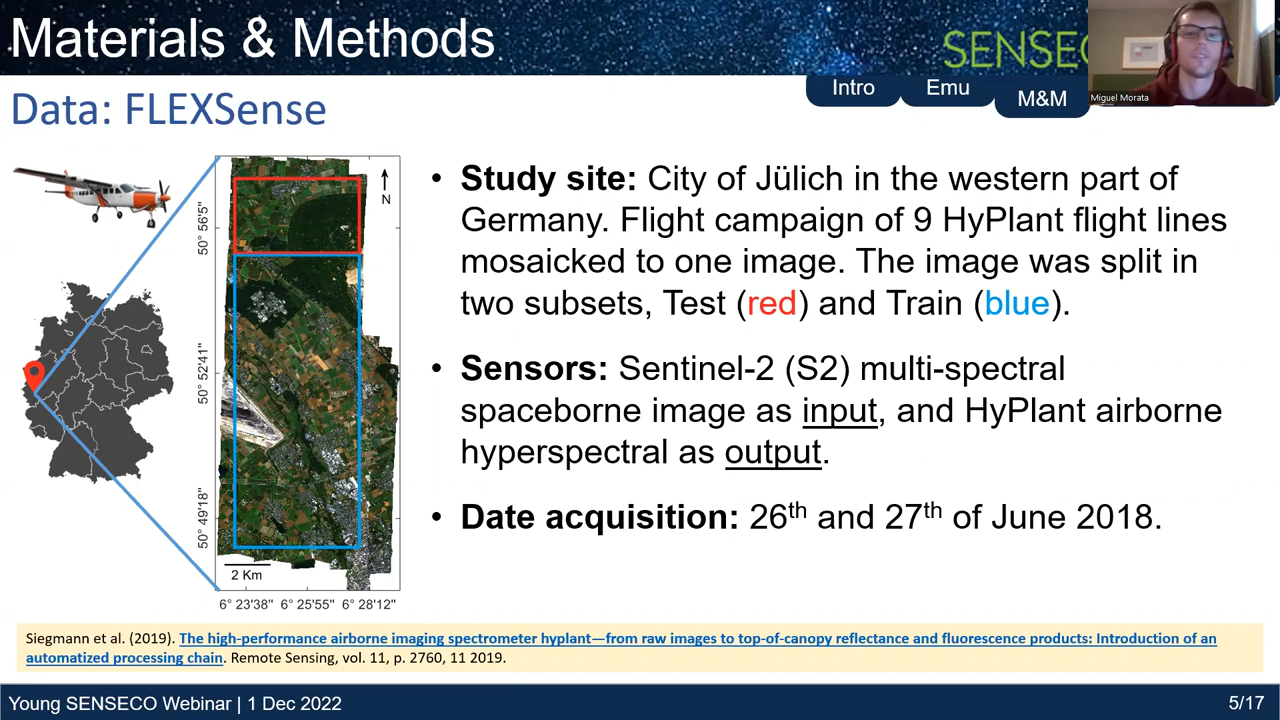 Materials & Methods
SENSECO
Miguel Morata
Intro
Emu
M&M
Data: FLEXSense
N
50° 56'5"
50° 52'41"
50° 49'18"
2 Km
6° 23'38" 6° 25'55" 6° 28'12"
• Study site: City of Jülich in the western part of
Germany. Flight campaign of 9 HyPlant flight lines
mosaicked to one image. The image was split in
two subsets, Test (red) and Train (blue).
• Sensors: Sentinel-2 (S2) multi-spectral
spaceborne image as input, and HyPlant airborne
hyperspectral as output.
• Date acquisition: 26th and 27th of June 2018.
Siegmann et al. (2019). The high-performance airborne imaging spectrometer hyplant—from raw images to top-of-canopy reflectance and fluorescence products: Introduction of an
automatized processing chain. Remote Sensing, vol. 11, p. 2760, 11 2019.
Young SENSECO Webinar | 1 Dec 2022
5/17